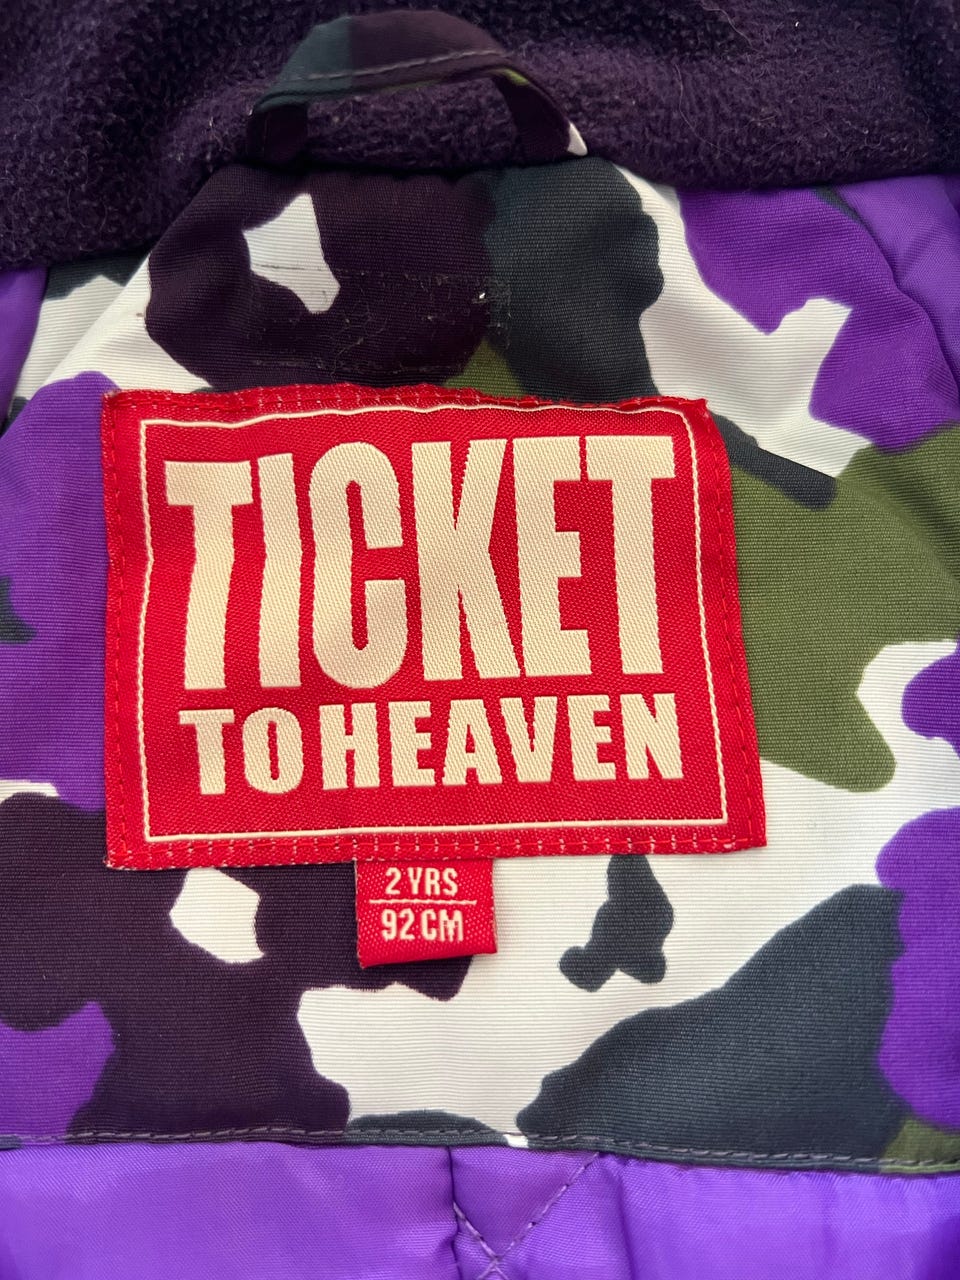 TICKET
TO HEAVEN
2 YRS
92 CM